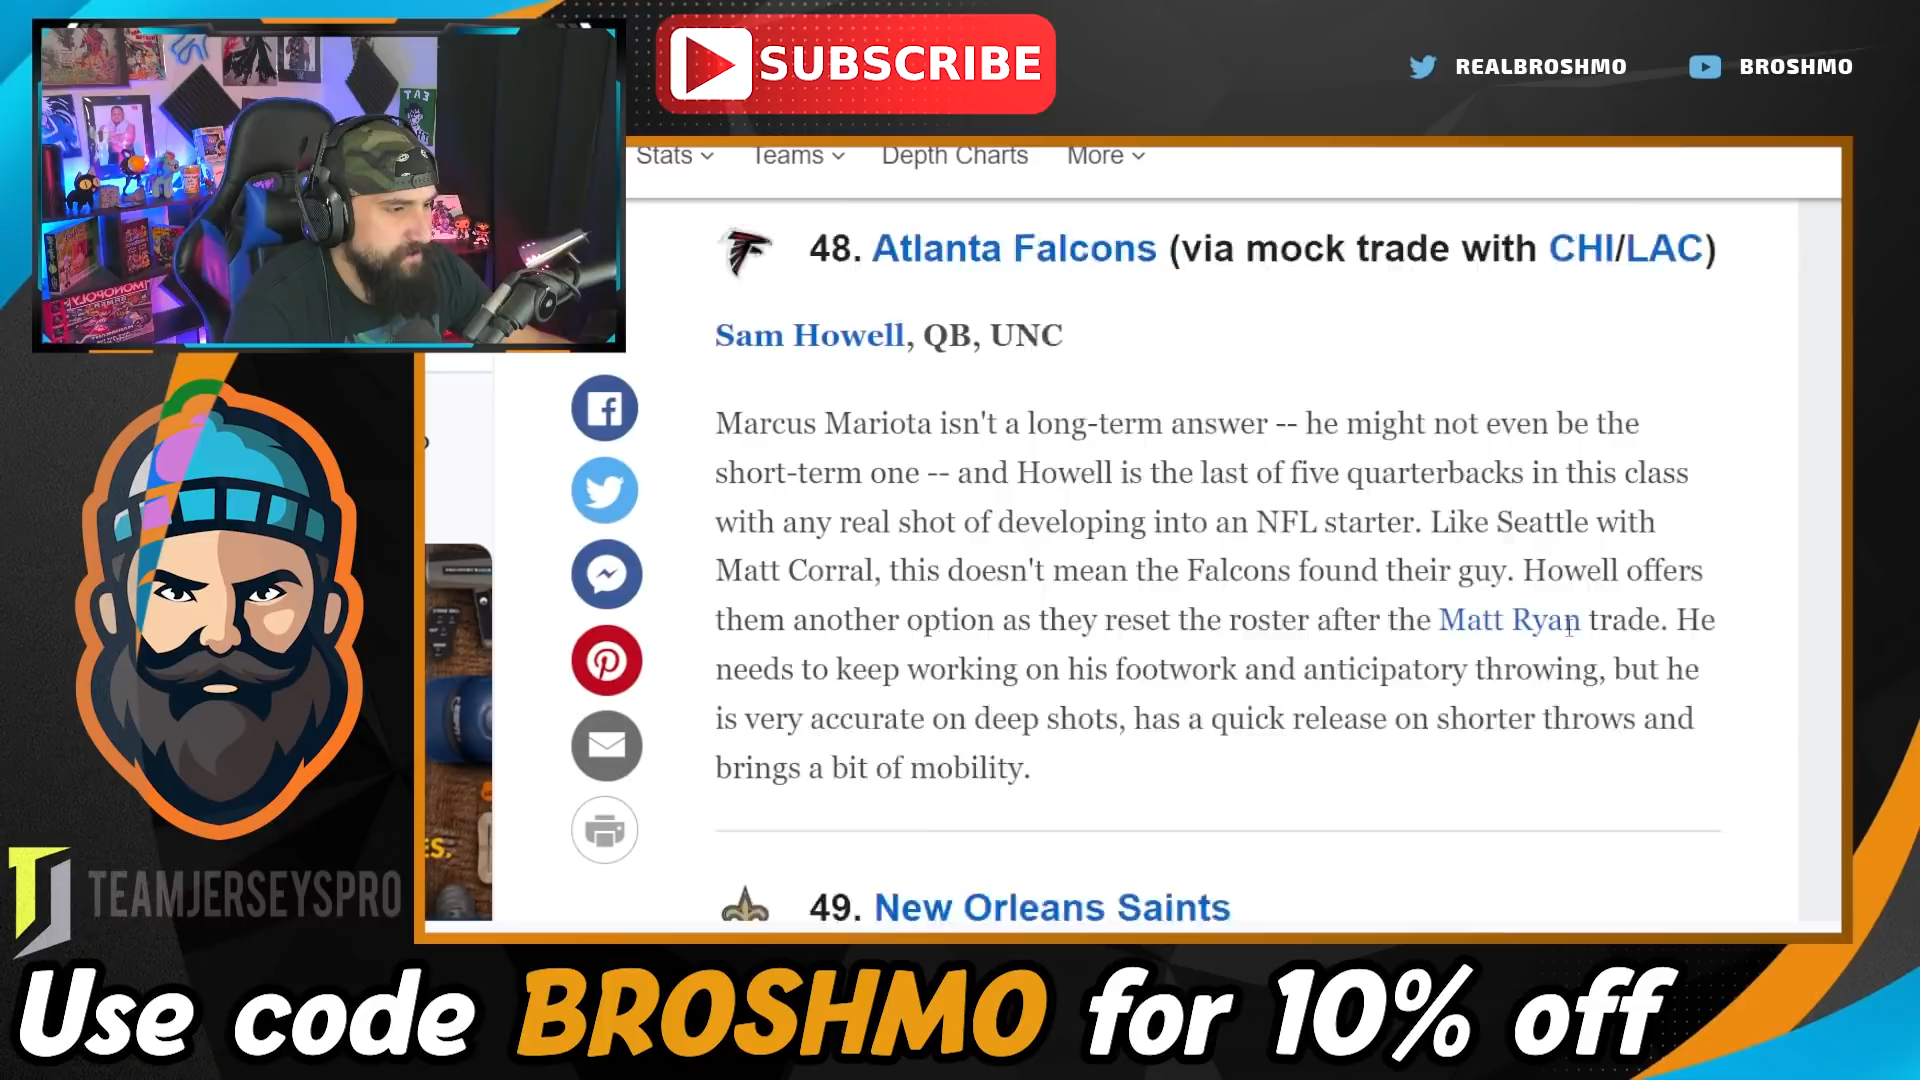 SUBSCRIBE
REALBROSHMO
BROSHMO
Stats
Teams
Depth Charts
More
48. Atlanta Falcons (via mock trade with CHI/LAC)
Sam Howell, QB, UNC
Marcus Mariota isn't a long-term answer -- he might not even be the
short-term one -- and Howell is the last of five quarterbacks in this class
with any real shot of developing into an NFL starter. Like Seattle with
Matt Corral, this doesn't mean the Falcons found their guy. Howell offers
them another option as they reset the roster after the Matt Ryan trade. He
needs to keep working on his footwork and anticipatory throwing, but he
is very accurate on deep shots, has a quick release on shorter throws and
brings a bit of mobility.
49. New Orleans Saints
ES.
TEAMJERSEYSPRO
Use code BROSHMO for 10% off